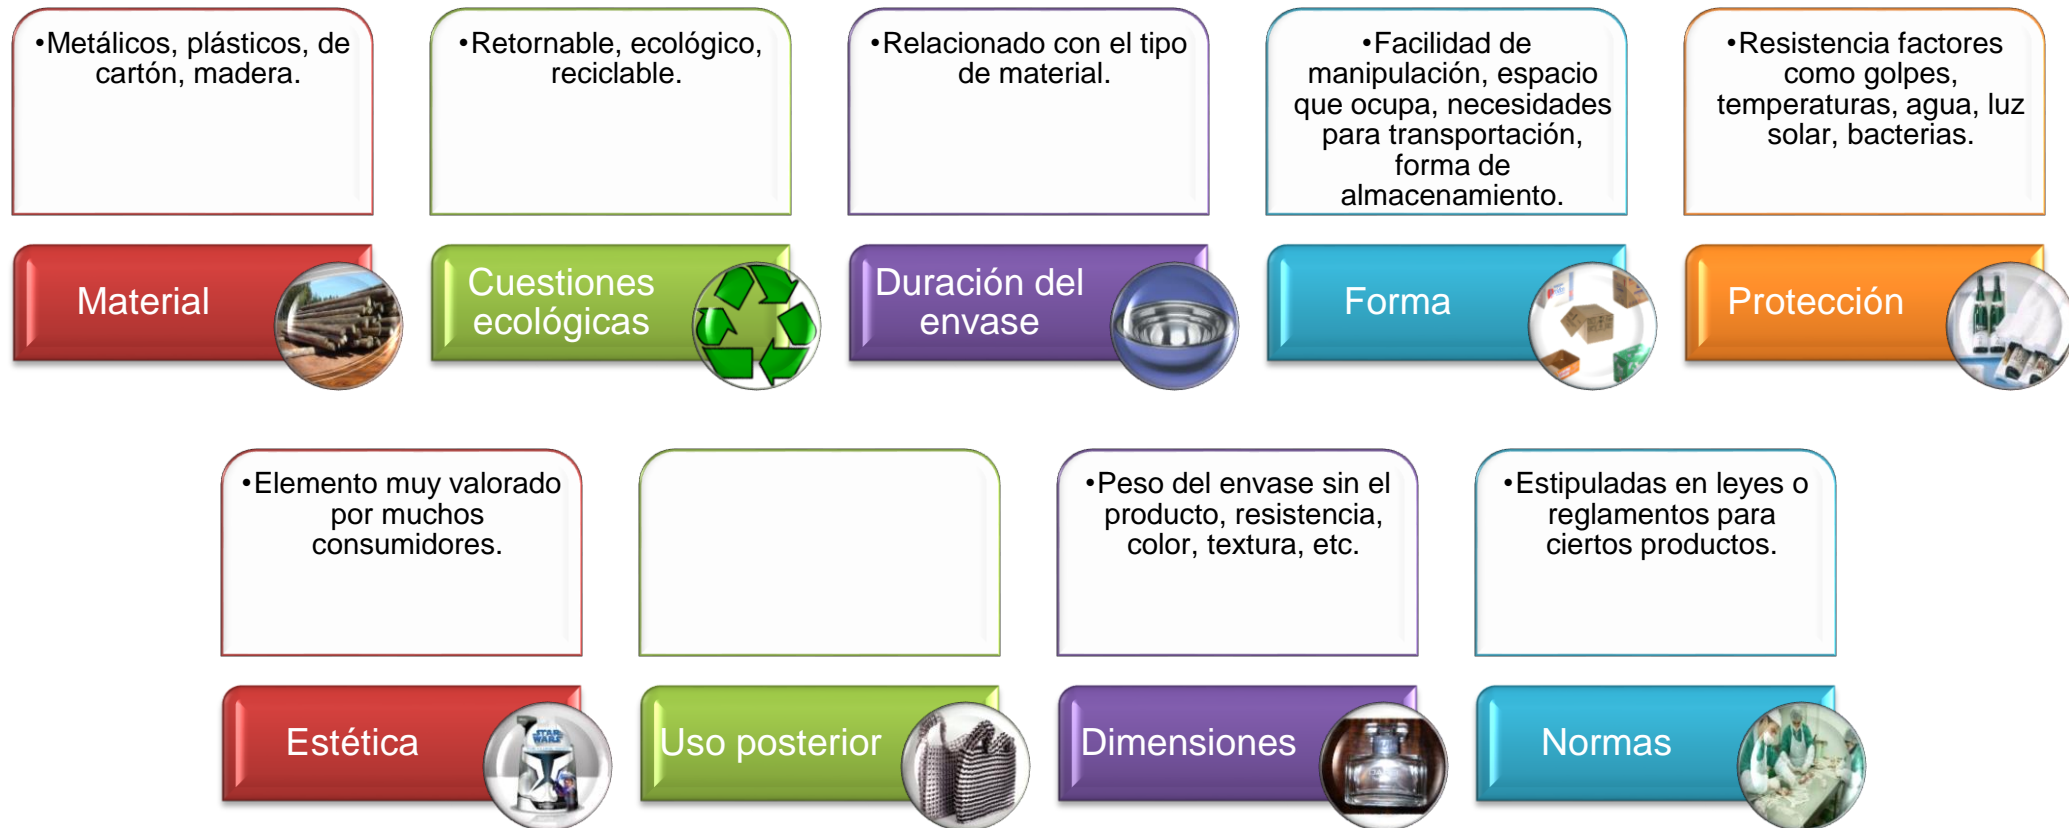 •Metálicos, plásticos, de
cartón, madera.
Material
•Retornable, ecológico,
reciclable.
Cuestiones
ecológicas
•Relacionado con el tipo
de material.
Duración del
envase
•Facilidad de
manipulación, espacio
que ocupa, necesidades
para transportación,
forma de
almacenamiento.
Forma
•Resistencia factores
como golpes,
temperaturas, agua, luz
solar, bacterias.
Protección
•Elemento muy valorado
por muchos
consumidores.
Estética
STAR
WARS
Uso posterior
•Peso del envase sin el
producto, resistencia,
color, textura, etc.
Dimensiones
•Estipuladas en leyes o
reglamentos para
ciertos productos.
Normas